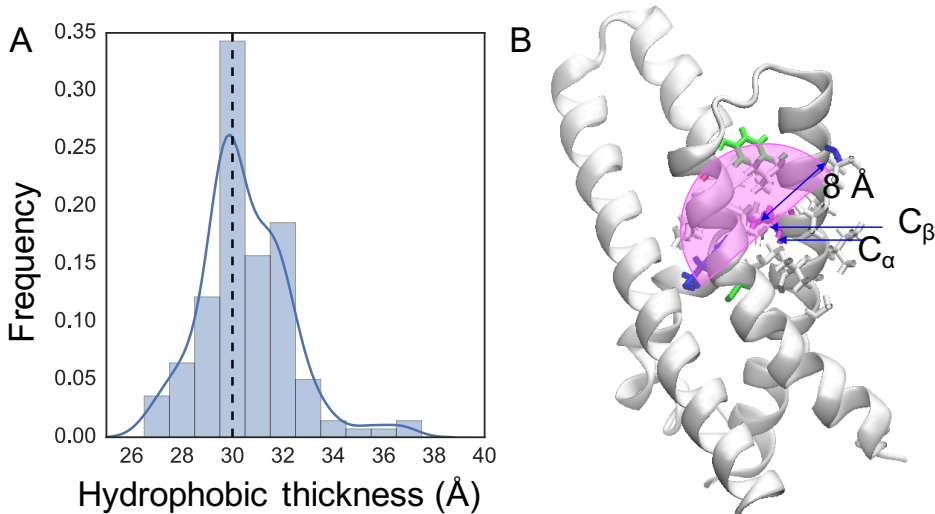 A
0.35
0.30
0.25
0.20
0.15
0.10
0.05
0.00
Frequency
26 28 30 32 34 36 38 40
Hydrophobic thickness (Å)
B
8 Å
Cβ
Cα